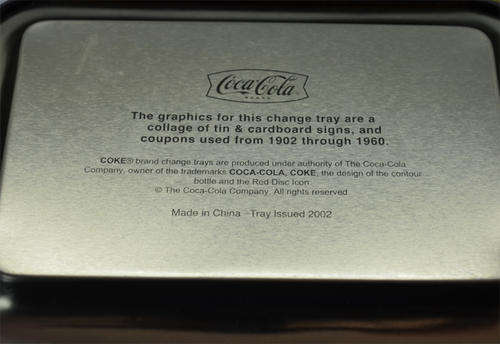 Coca-Cola
The graphics for this change tray are a
collage of tin & cardboard signs, and
coupons used from 1902 through 1960.
COKE® brand change trays are produced under authority of The Coca-Cola
Company, owner of the trademarks COCA-COLA, COKE, the design of the contour
bottle and the Red Disc Icon
© The Coca-Cola Company. All rights reserved
Made in China - Tray Issued 2002